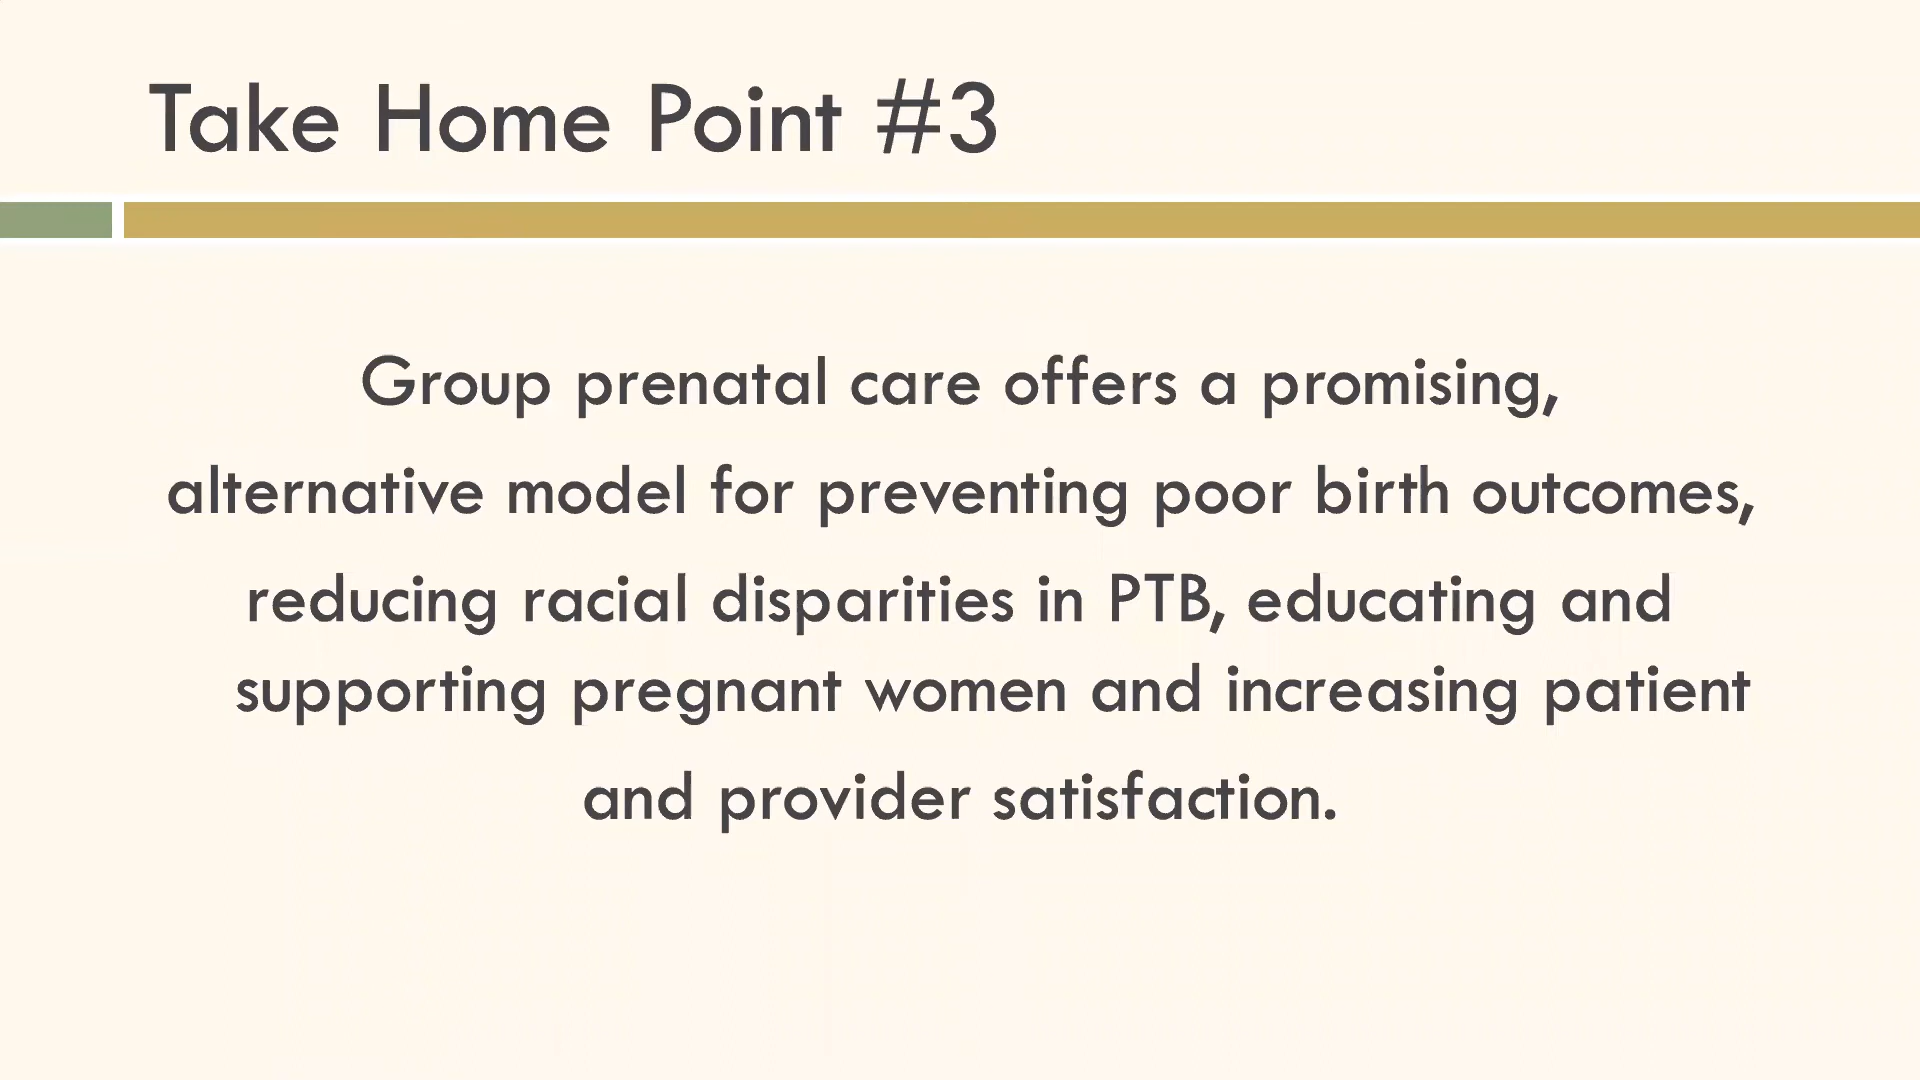 Take Home Point #3
Group prenatal care offers a promising,
alternative model for preventing poor birth outcomes,
reducing racial disparities in PTB, educating and
supporting pregnant women and increasing patient
and provider satisfaction.